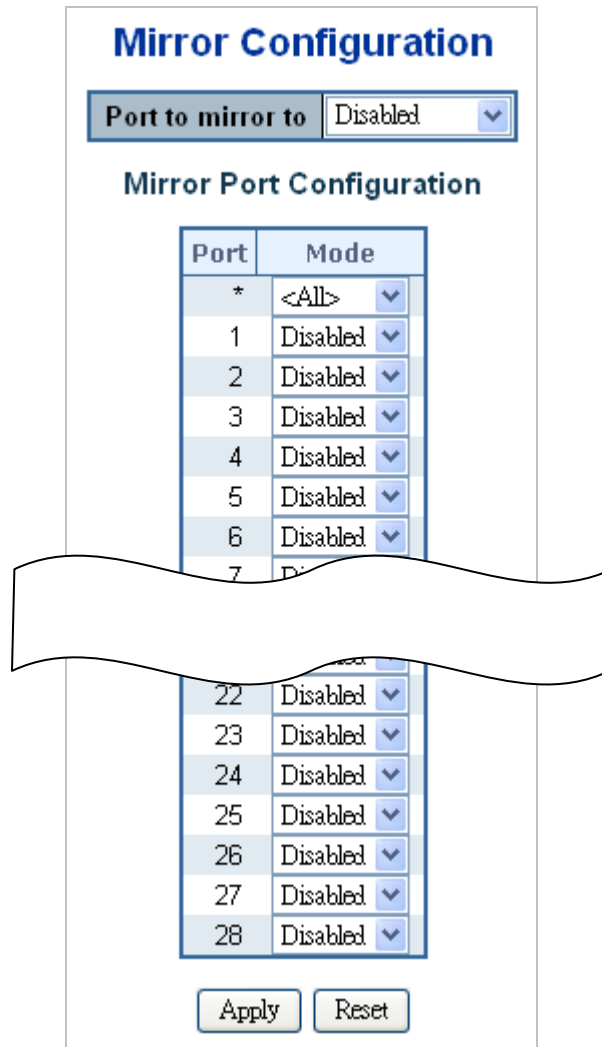 Mirror Configuration
Port to mirror to Disabled
Mirror Port Configuration
Port Mode
* <All>
1 Disabled
2 Disabled
3 Disabled
4 Disabled
5 Disabled
6 Disabled
7
22 Disabled
23 Disabled
24 Disabled
25 Disabled
26 Disabled
27 Disabled
28 Disabled
Apply Reset